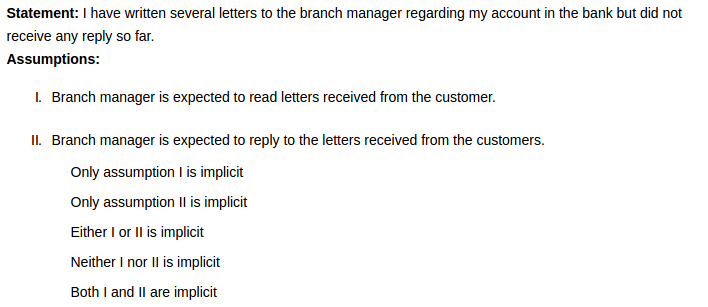 Statement: I have written several letters to the branch manager regarding my account in the bank but did not
receive any reply so far.
Assumptions:
I. Branch manager is expected to read letters received from the customer.
II. Branch manager is expected to reply to the letters received from the customers.
Only assumption I is implicit
Only assumption II is implicit
Either I or II is implicit
Neither I nor II is implicit
Both I and II are implicit